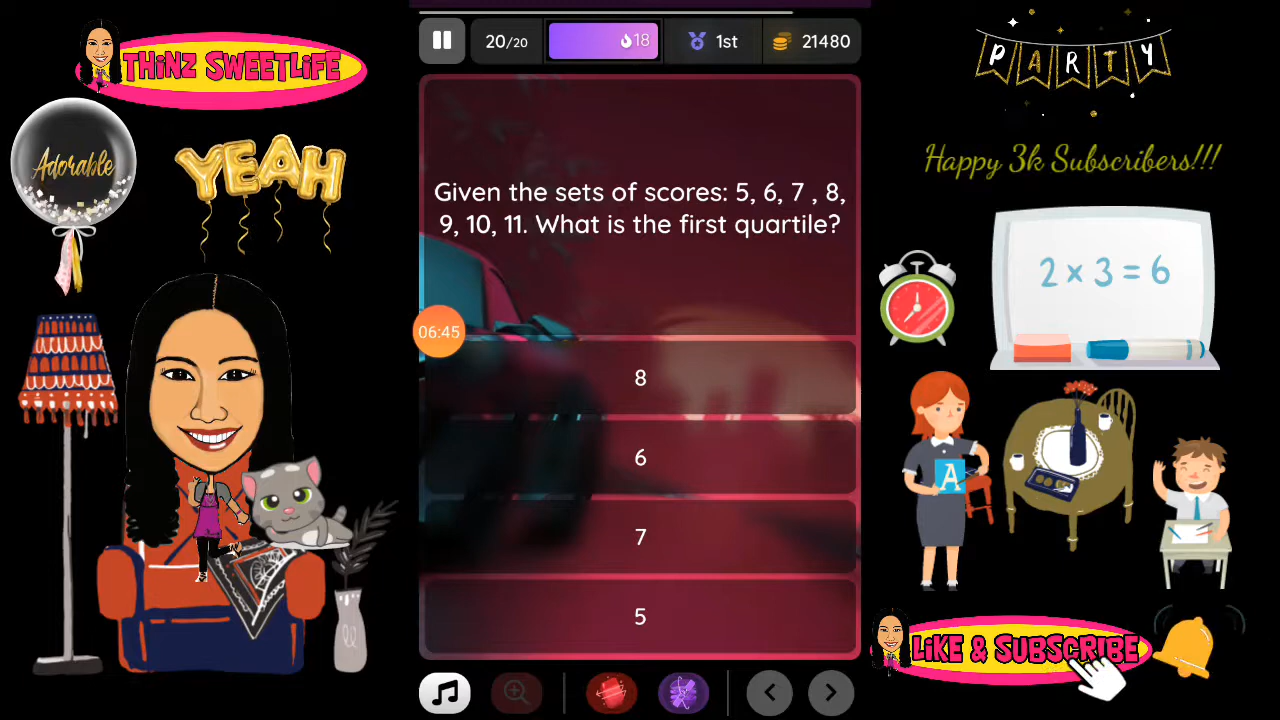 THiNZ SWEETLiFE
Adorable
YEAH
20/20
18
1st
21480
Given the sets of scores: 5, 6, 7 , 8,
9, 10, 11. What is the first quartile?
06:45
8
6
7
5
PARTY
Happy 3k Subscribers!!!
2 x 3 = 6
A
LiKE & SUBSCRiBE